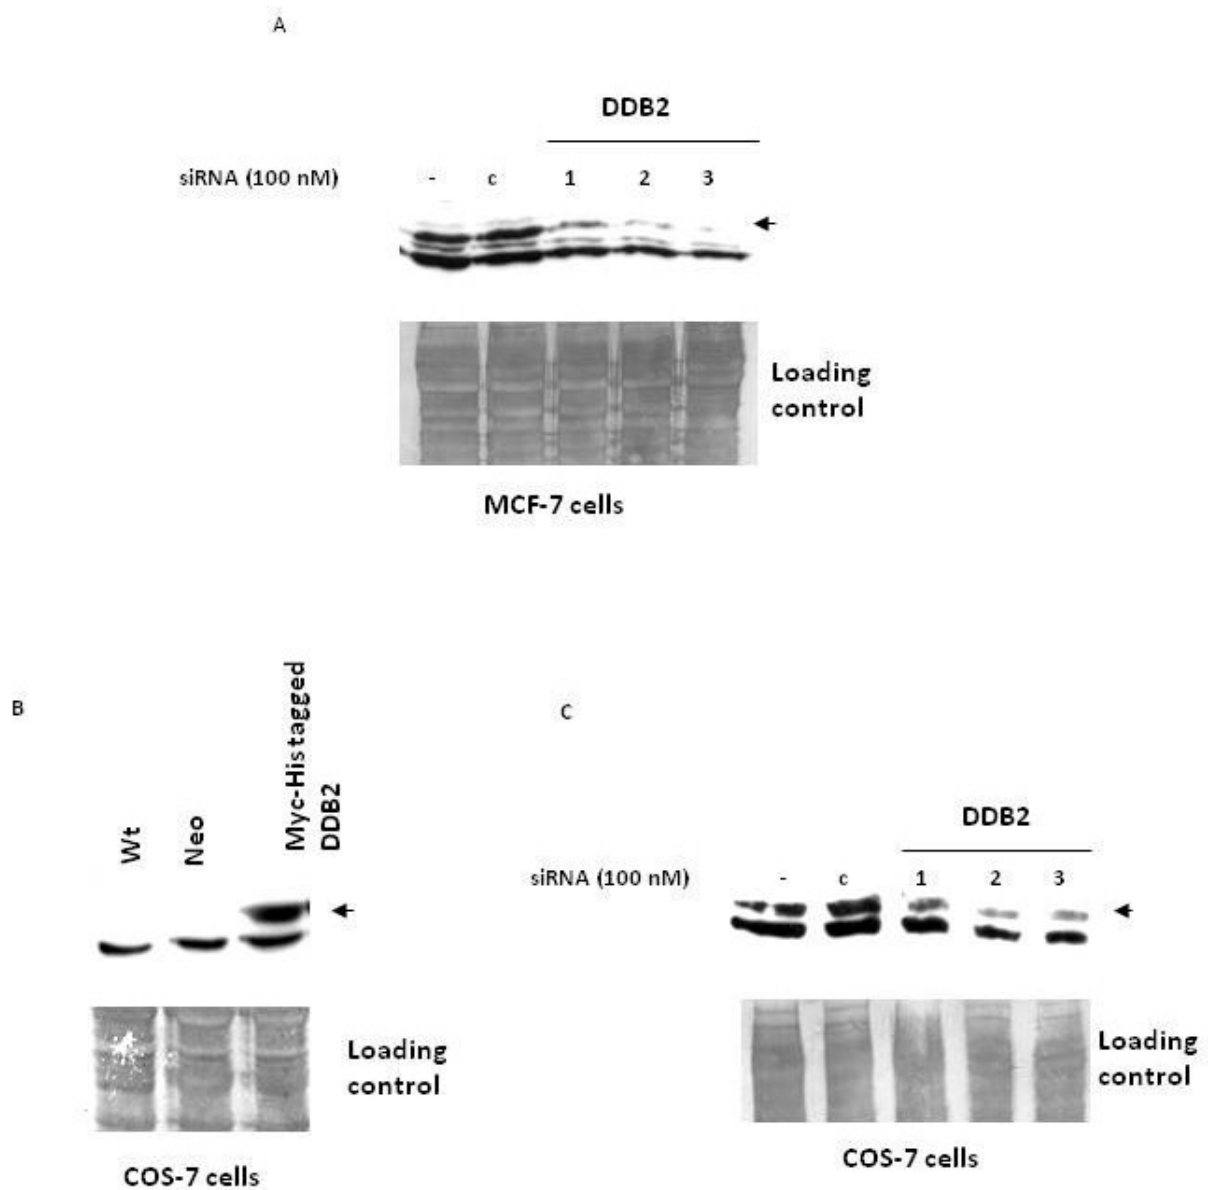 A
DDB2
siRNA (100 nM) - c 1 2 3
Loading
control
MCF-7 cells
B
Wt
Neo
Myc-Histagged
DDB2
Loading
control
COS-7 cells
C
DDB2
siRNA (100 nM) - c 1 2 3
Loading
control
COS-7 cells